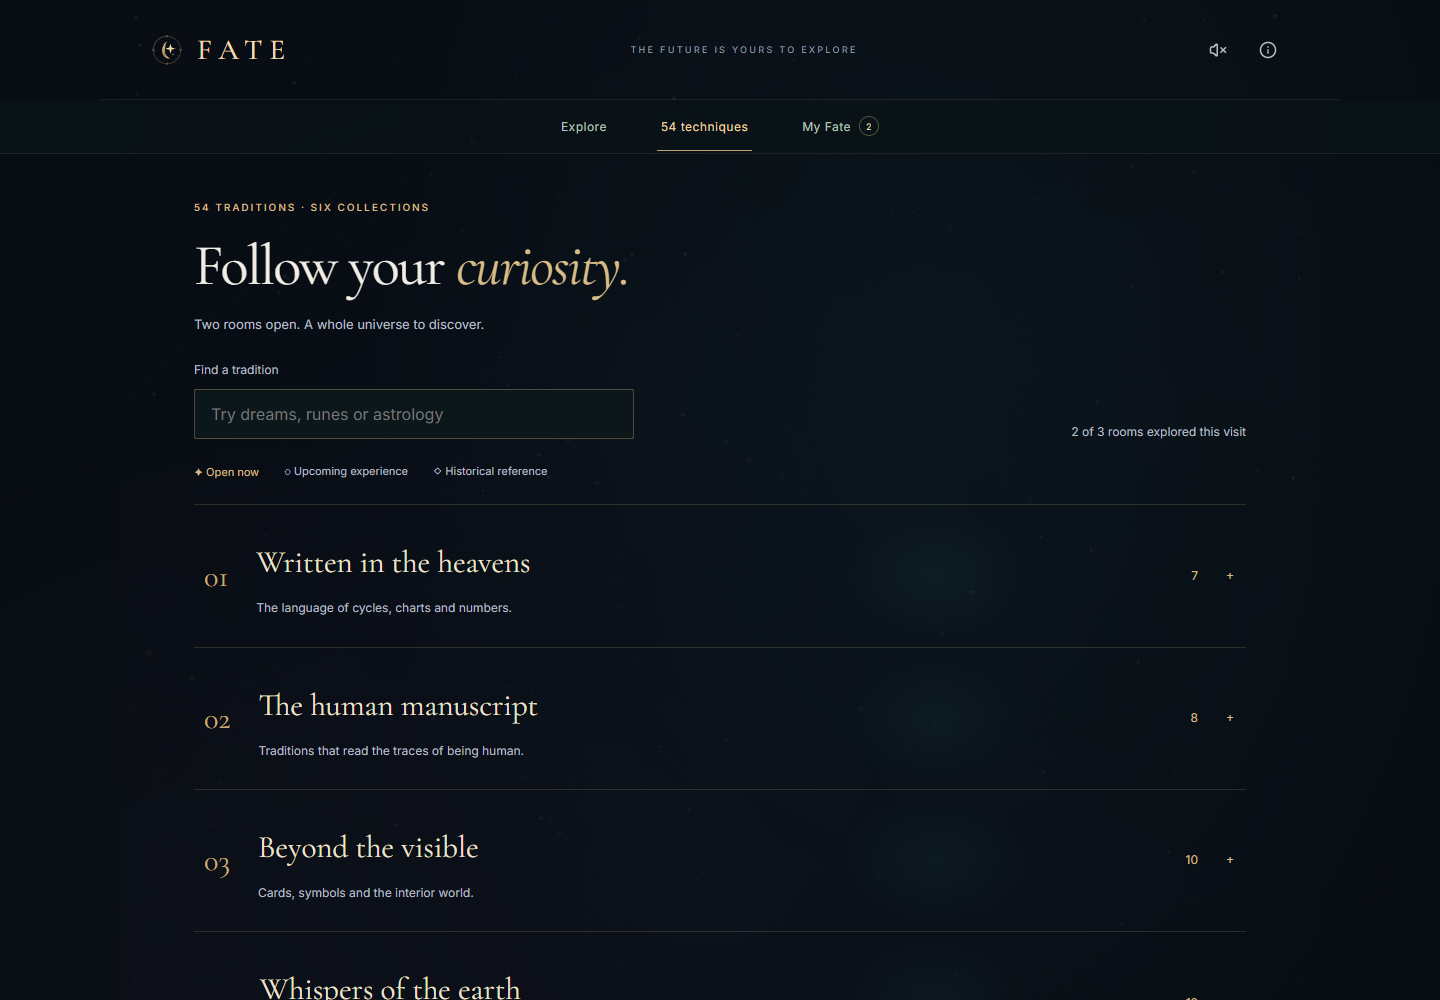 FATE
THE FUTURE IS YOURS TO EXPLORE
Explore
54 techniques
My Fate 2
54 TRADITIONS · SIX COLLECTIONS
Follow your curiosity.
Two rooms open. A whole universe to discover.
Find a tradition
Try dreams, runes or astrology
2 of 3 rooms explored this visit
✦ Open now
○ Upcoming experience
◇ Historical reference
01
Written in the heavens
The language of cycles, charts and numbers.
7 +
02
The human manuscript
Traditions that read the traces of being human.
8 +
03
Beyond the visible
Cards, symbols and the interior world.
10 +
Whispers of the earth